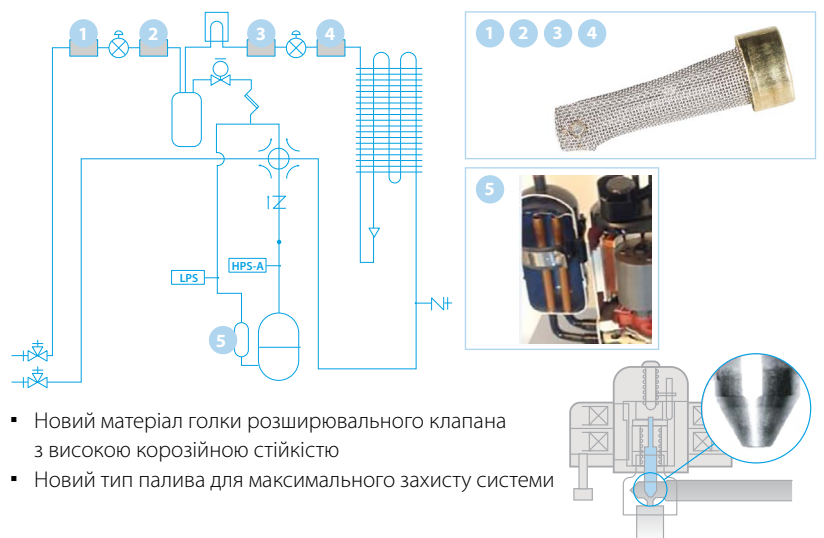 1
2
3
4
1 2 3 4
5
HPS-A
LPS
5
▪ Новий матеріал голки розширювального клапана
з високою корозійною стійкістю
▪ Новий тип палива для максимального захисту системи